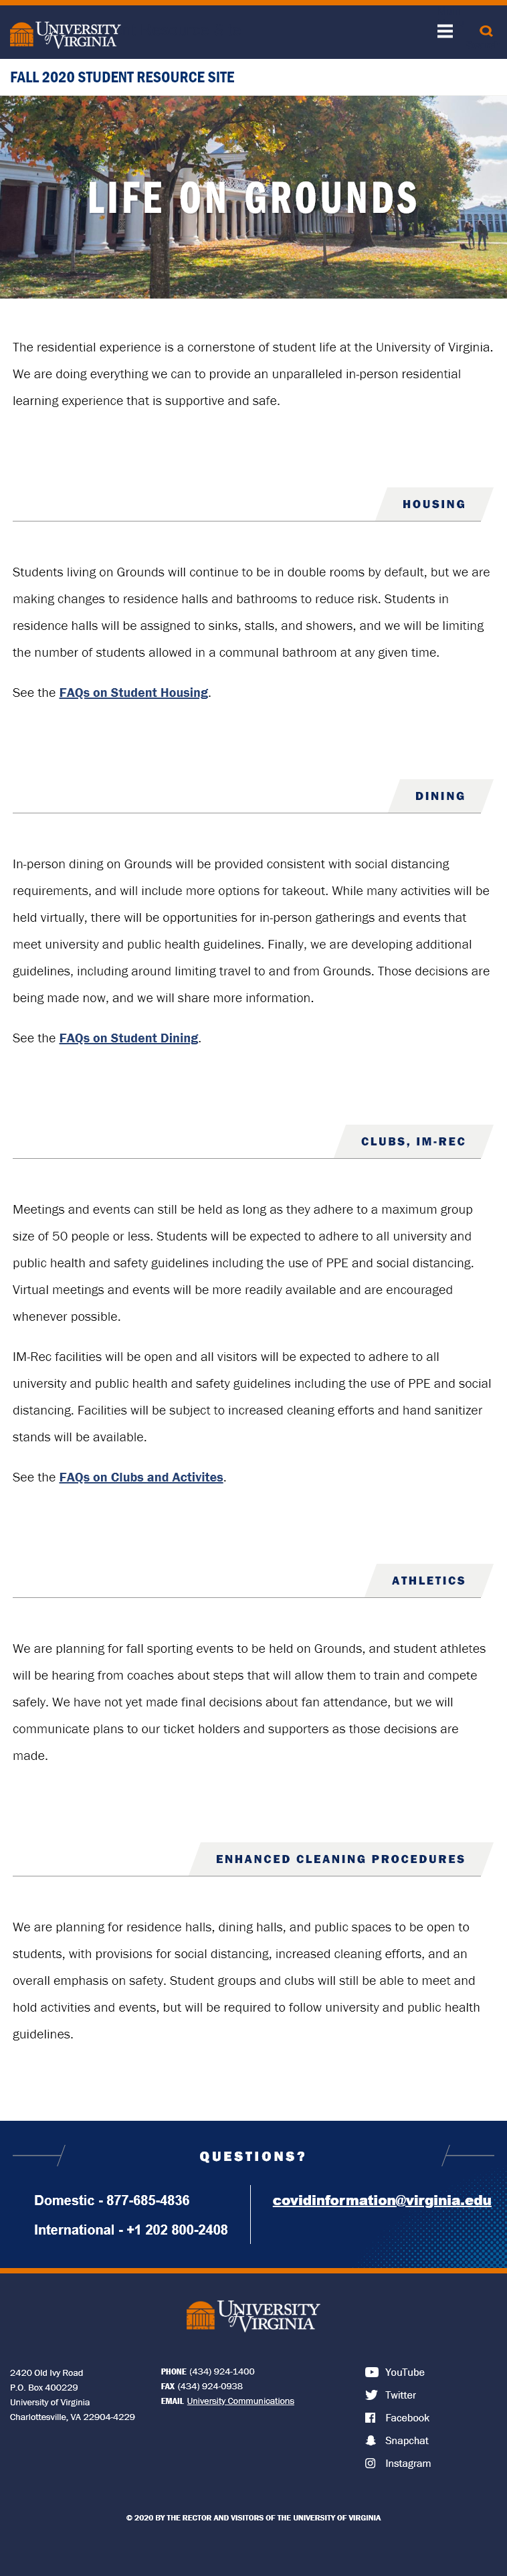 UNIVERSITY
of VIRGINIA
FALL 2020 STUDENT RESOURCE SITE
LIFE ON GROUNDS
The residential experience is a cornerstone of student life at the University of Virginia.
We are doing everything we can to provide an unparalleled in-person residential
learning experience that is supportive and safe.
HOUSING
Students living on Grounds will continue to be in double rooms by default, but we are
making changes to residence halls and bathrooms to reduce risk. Students in
residence halls will be assigned to sinks, stalls, and showers, and we will be limiting
the number of students allowed in a communal bathroom at any given time.
See the FAQs on Student Housing.
DINING
In-person dining on Grounds will be provided consistent with social distancing
requirements, and will include more options for takeout. While many activities will be
held virtually, there will be opportunities for in-person gatherings and events that
meet university and public health guidelines. Finally, we are developing additional
guidelines, including around limiting travel to and from Grounds. Those decisions are
being made now, and we will share more information.
See the FAQs on Student Dining.
CLUBS, IM-REC
Meetings and events can still be held as long as they adhere to a maximum group
size of 50 people or less. Students will be expected to adhere to all university and
public health and safety guidelines including the use of PPE and social distancing.
Virtual meetings and events will be more readily available and are encouraged
whenever possible.
IM-Rec facilities will be open and all visitors will be expected to adhere to all
university and public health and safety guidelines including the use of PPE and social
distancing. Facilities will be subject to increased cleaning efforts and hand sanitizer
stands will be available.
See the FAQs on Clubs and Activites.
ATHLETICS
We are planning for fall sporting events to be held on Grounds, and student athletes
will be hearing from coaches about steps that will allow them to train and compete
safely. We have not yet made final decisions about fan attendance, but we will
communicate plans to our ticket holders and supporters as those decisions are
made.
ENHANCED CLEANING PROCEDURES
We are planning for residence halls, dining halls, and public spaces to be open to
students, with provisions for social distancing, increased cleaning efforts, and an
overall emphasis on safety. Student groups and clubs will still be able to meet and
hold activities and events, but will be required to follow university and public health
guidelines.
QUESTIONS?
Domestic - 877-685-4836
International - +1 202 800-2408
covidinformation@virginia.edu
UNIVERSITY
of VIRGINIA
2420 Old Ivy Road
P.O. Box 400229
University of Virginia
Charlottesville, VA 22904-4229
PHONE (434) 924-1400
FAX (434) 924-0938
EMAIL University Communications
YouTube
Twitter
Facebook
Snapchat
Instagram
© 2020 BY THE RECTOR AND VISITORS OF THE UNIVERSITY OF VIRGINIA